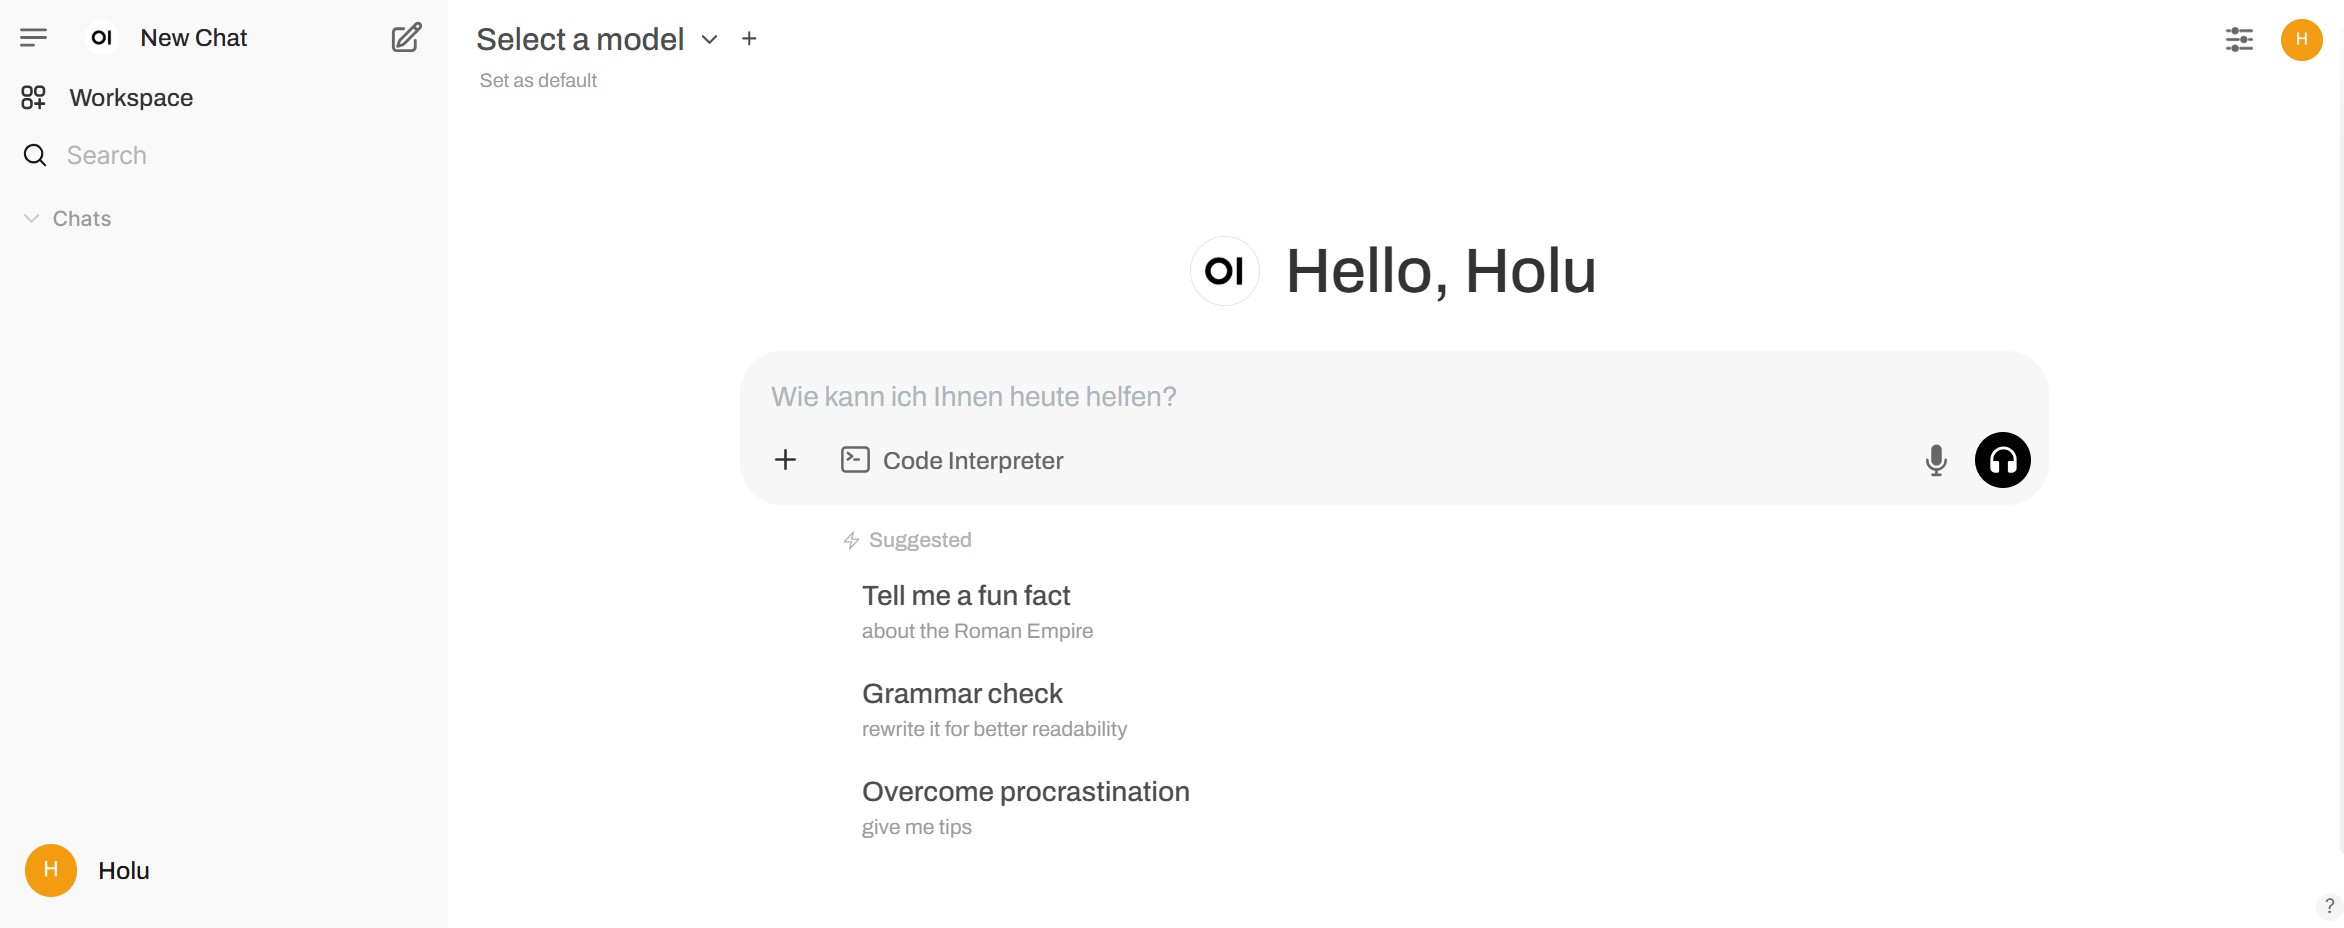 OI New Chat
Workspace
Search
Chats
H Holu
Select a model
Set as default
H
OI Hello, Holu
Wie kann ich Ihnen heute helfen?
Code Interpreter
Suggested
Tell me a fun fact
about the Roman Empire
Grammar check
rewrite it for better readability
Overcome procrastination
give me tips
?